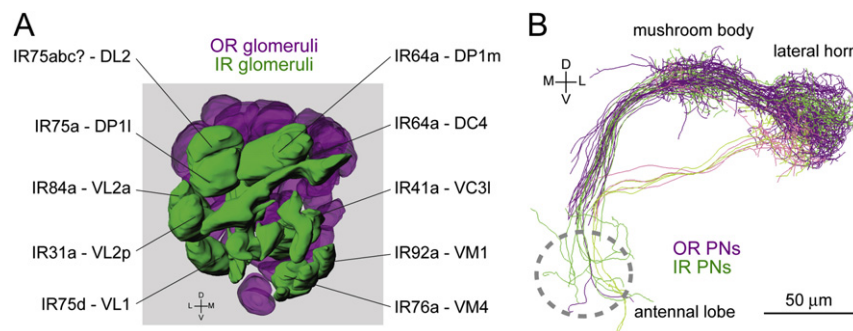 A
OR glomeruli
IR glomeruli
IR75abc? - DL2
IR75a - DP1l
IR84a - VL2a
IR31a - VL2p
IR75d - VL1
IR64a - DP1m
IR64a - DC4
IR41a - VC3l
IR92a - VM1
IR76a - VM4
D
L M
V
B
mushroom body
lateral horn
D
M L
V
OR PNs
IR PNs
antennal lobe
50 µm